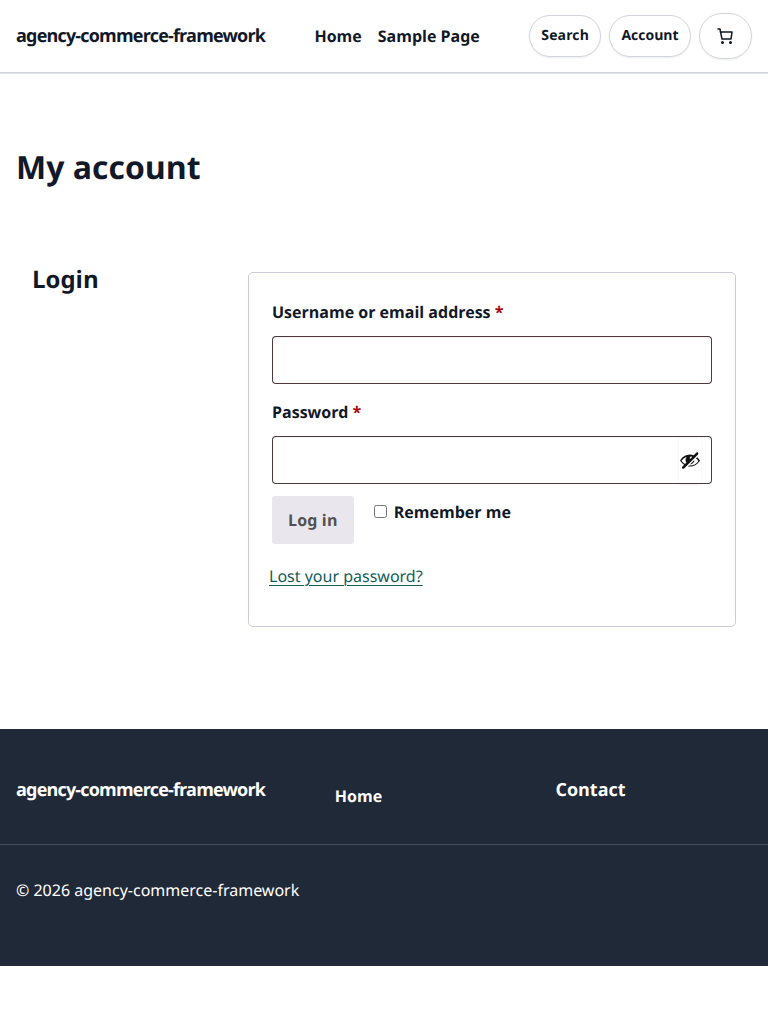 agency-commerce-framework
Home
Sample Page
Search
Account
My account
Login
Username or email address *
Password *
Log in
Remember me
Lost your password?
agency-commerce-framework
Home
Contact
© 2026 agency-commerce-framework